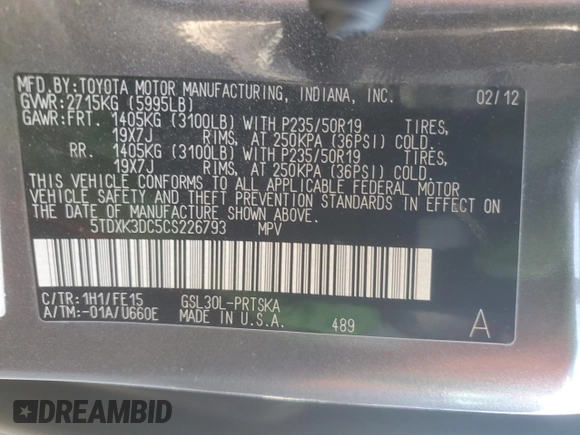 MFD.BY:TOYOTA MOTOR MANUFACTURING, INDIANA, INC. 02/12
GVWR:2715KG (5995LB)
GAWR:FRT. 1405KG (3100LB) WITH P235/50R19 TIRES,
19X7J RIMS, AT 250KPA (36PSI) COLD.
RR. 1405KG (3100LB) WITH P235/50R19 TIRES,
19X7J RIMS, AT 250KPA (36PSI) COLD.
THIS VEHICLE CONFORMS TO ALL APPLICABLE FEDERAL MOTOR
VEHICLE SAFETY AND THEFT PREVENTION STANDARDS IN EFFECT ON
THE DATE OF MANUFACTURE SHOWN ABOVE.
5TDXK3DC5CS226793 MPV
C/TR:1H1/FE15 GSL30L-PRTSKA
A/TM:-01A/U660E MADE IN U.S.A. 489 A
DREAMBID